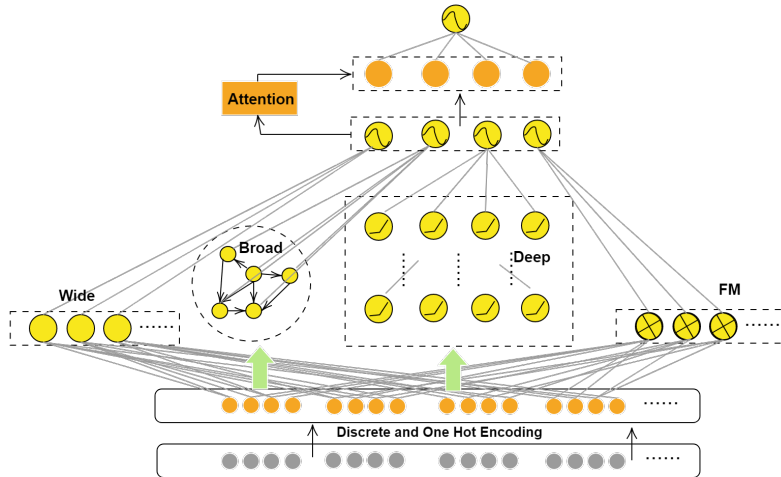 Attention
Broad
Deep
Wide
FM
Discrete and One Hot Encoding